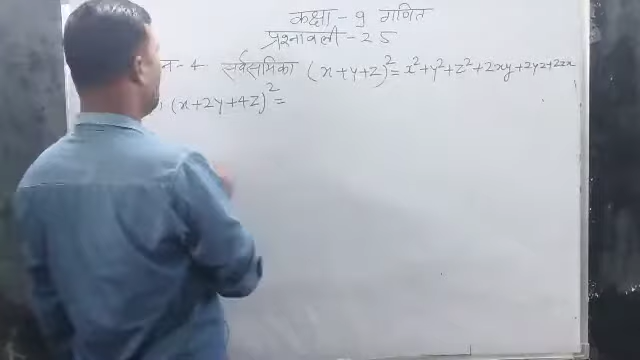 कक्षा - 9 गणित
प्रश्नावली - 2.5
न - 4 सर्वसमिका (x+y+z)² = x²+y²+z²+2xy+2yz+2zx
(x+2y+4z)² =